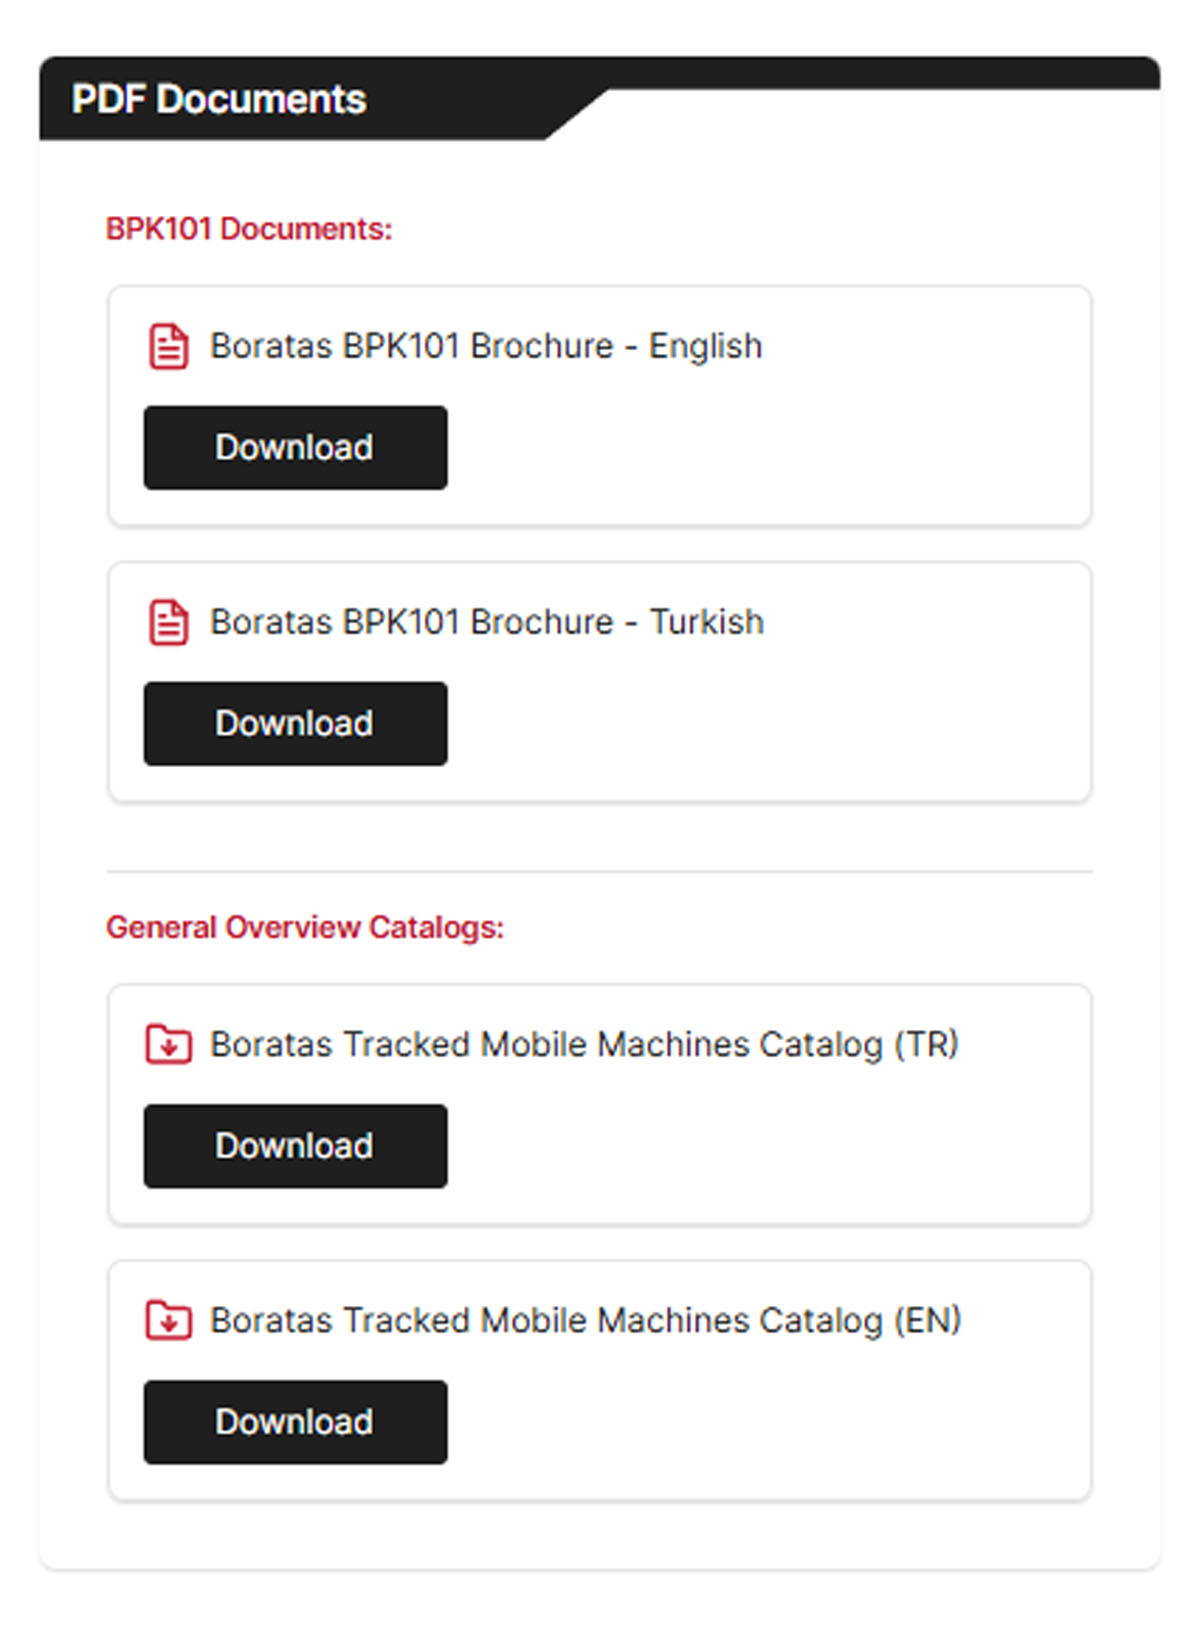 PDF Documents
BPK101 Documents:
Boratas BPK101 Brochure - English
Download
Boratas BPK101 Brochure - Turkish
Download
General Overview Catalogs:
Boratas Tracked Mobile Machines Catalog (TR)
Download
Boratas Tracked Mobile Machines Catalog (EN)
Download